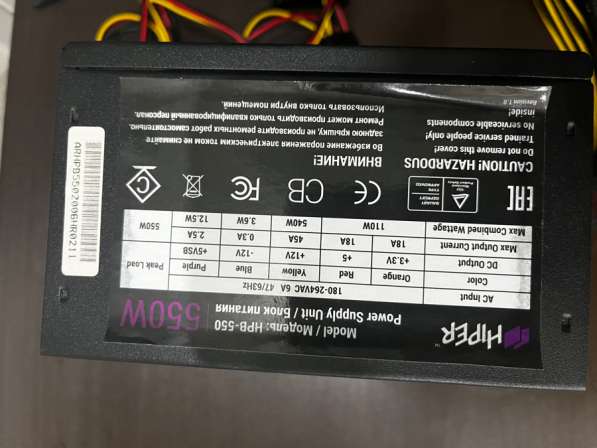 HIPER™
Model / Модель: HPB-550
Power Supply Unit / Блок питания
550W
AC Input 180-264VAC 6A 47/63Hz
Color Orange Red Yellow Blue Purple Peak Load
DC Output +3.3V +5 +12V -12V +5VSB
Max Output Current 18A 18A 45A 0.3A 2.5A 550W
Max Combined Wattage 110W 540W 3.6W 12.5W
EAC
CE
CB
FC
CAUTION! HAZARDOUS
Do not remove this cover!
Trained service people only!
No serviceable components
inside!
Revision 1.0
ВНИМАНИЕ!
Во избежание поражения электрическим током не снимайте
заднюю крышку, не производите ремонтные работ самостоятельно.
Ремонт может производить только квалифицированный персонал.
Использовать только внутри помещений.